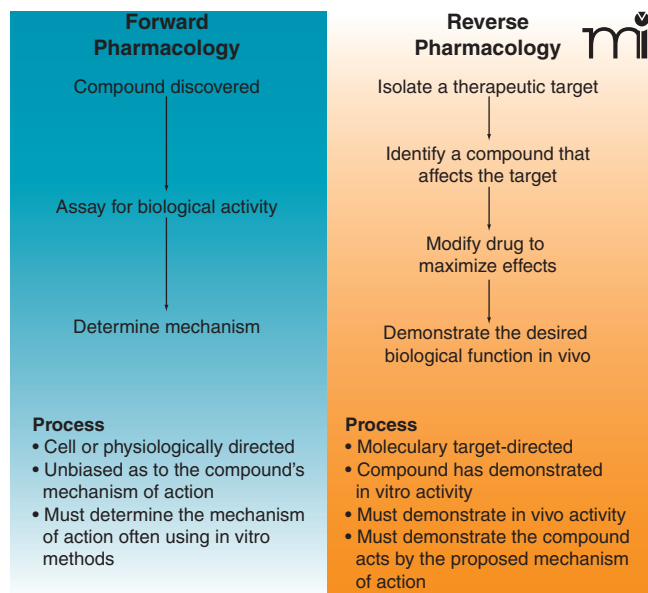 Forward
Pharmacology
Compound discovered
Assay for biological activity
Determine mechanism
Process
• Cell or physiologically directed
• Unbiased as to the compound's
mechanism of action
• Must determine the mechanism
of action often using in vitro
methods
Reverse
Pharmacology
mi
Isolate a therapeutic target
Identify a compound that
affects the target
Modify drug to
maximize effects
Demonstrate the desired
biological function in vivo
Process
• Moleculary target-directed
• Compound has demonstrated
in vitro activity
• Must demonstrate in vivo activity
• Must demonstrate the compound
acts by the proposed mechanism
of action